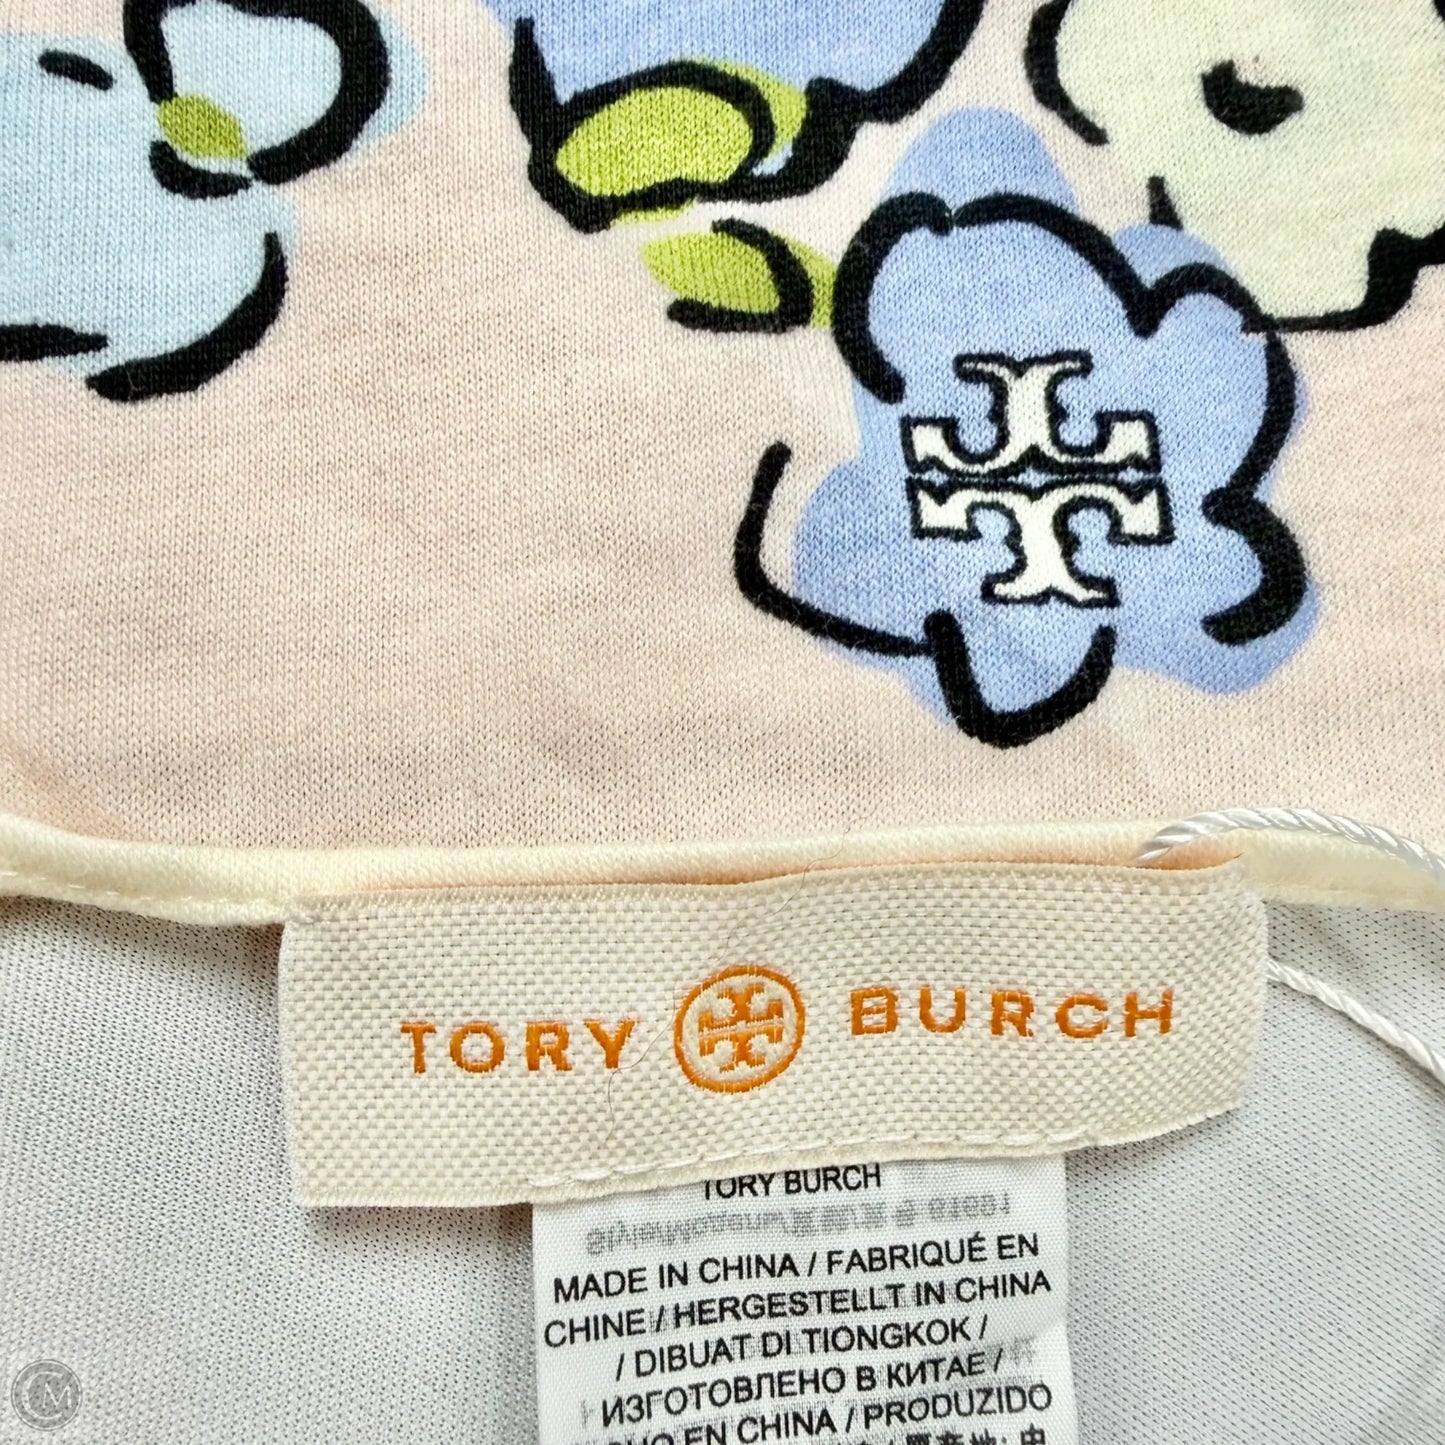 TORY BURCH
TORY BURCH
MADE IN CHINA / FABRIQUÉ EN
CHINE / HERGESTELLT IN CHINA
/ DIBUAT DI TIONGKOK /
ИЗГОТОВЛЕНО В КИТАЕ /
EN CHINA / PRODUZIDO